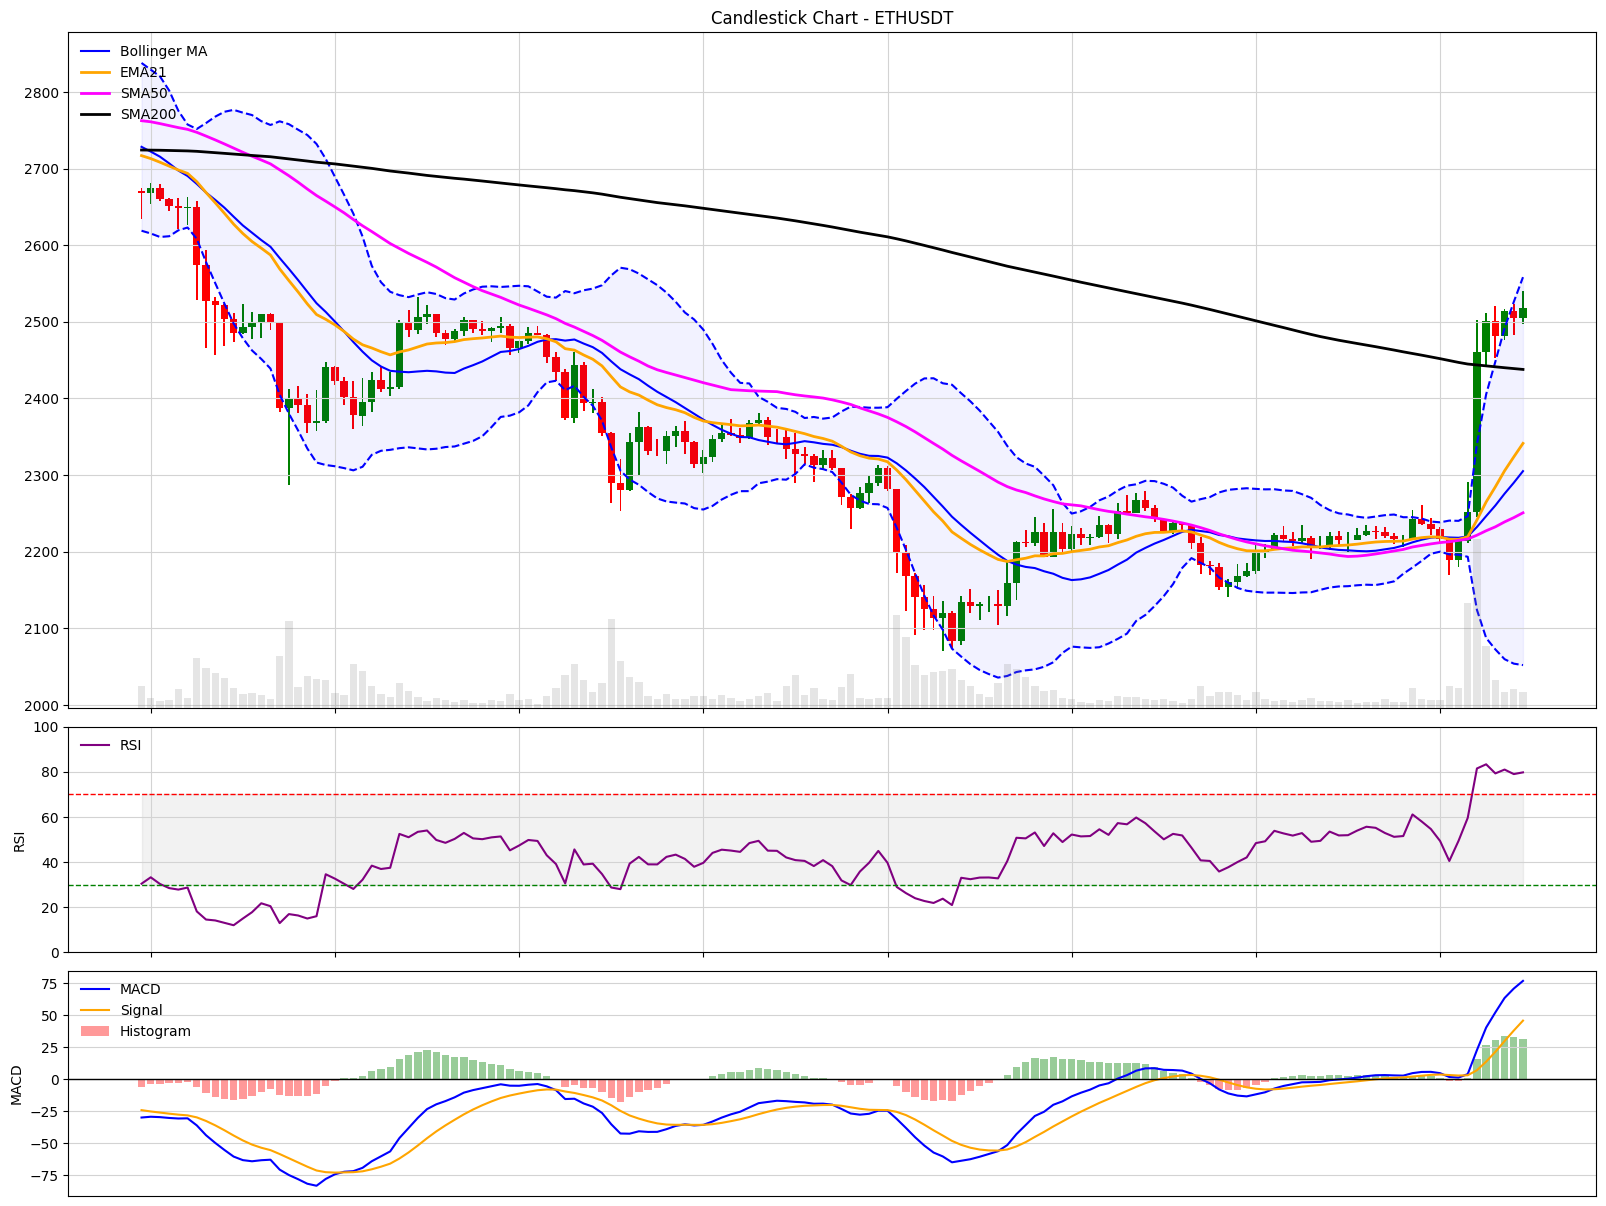 Candlestick Chart - ETHUSDT
Bollinger MA
EMA21
SMA50
SMA200
2800
2700
2600
2500
2400
2300
2200
2100
2000
100
80
60
40
20
0
RSI
RSI
75
50
25
0
−25
−50
−75
MACD
MACD
Signal
Histogram